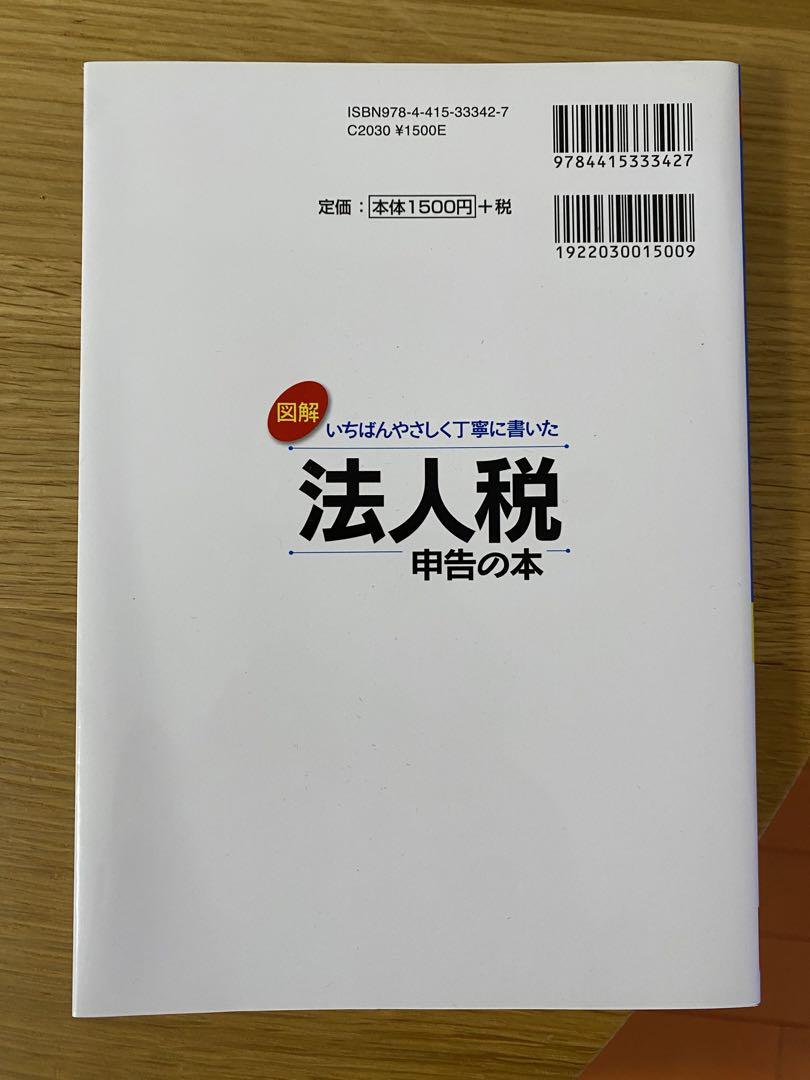 ISBN978-4-415-33342-7
C2030 ¥1500E
9784415333427
定価：本体1500円＋税
1922030015009
図解
いちばんやさしく丁寧に書いた
法人税
申告の本